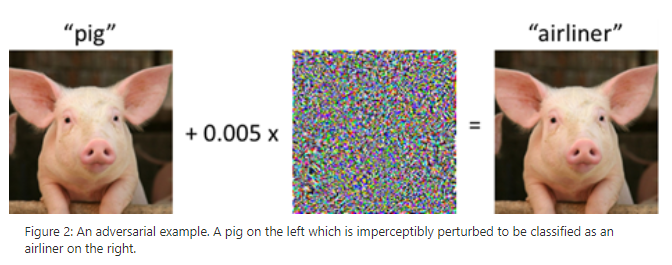 “pig”
“airliner”
+ 0.005 x
=
Figure 2: An adversarial example. A pig on the left which is imperceptibly perturbed to be classified as an
airliner on the right.